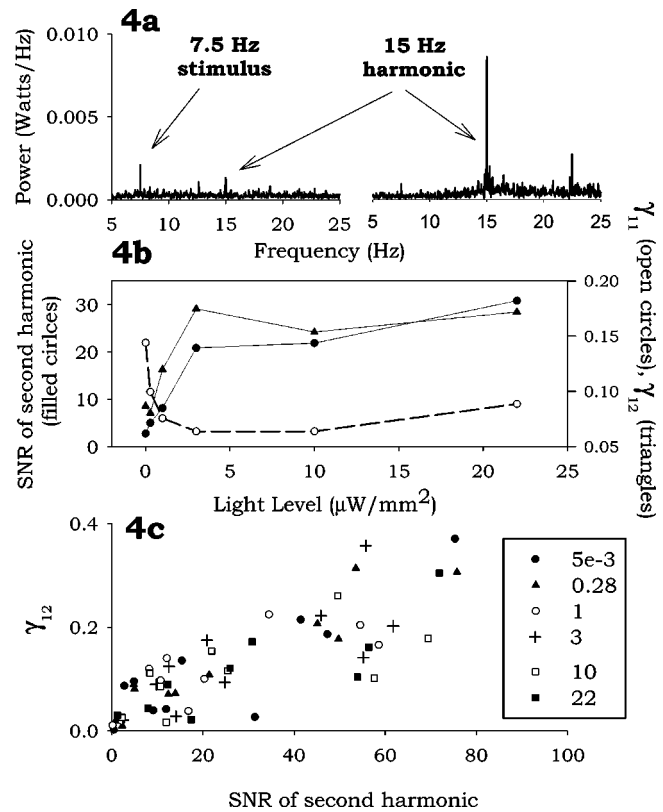 4a
7.5 Hz
stimulus
15 Hz
harmonic
Power (Watts/Hz)
0.010
0.005
0.000
5 10 15 20 25
5 10 15 20 25
Frequency (Hz)
4b
SNR of second harmonic
(filled cirlces)
30
20
10
0
0.20
0.15
0.10
0.05
γ11 (open circles), γ12
(triangles)
0 5 10 15 20 25
Light Level (µW/mm²)
4c
γ12
0.4
0.2
0.0
0 20 40 60 80 100
SNR of second harmonic
5e-3
0.28
1
3
10
22